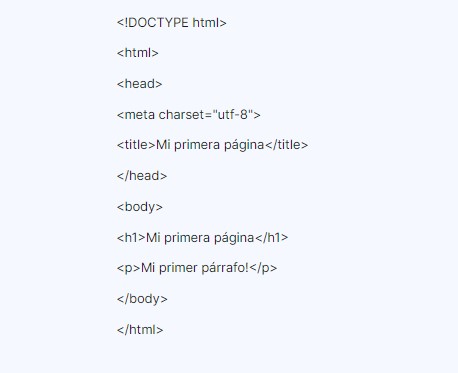 <!DOCTYPE html>
<html>
<head>
<meta charset="utf-8">
<title>Mi primera página</title>
</head>
<body>
<h1>Mi primera página</h1>
<p>Mi primer párrafo!</p>
</body>
</html>